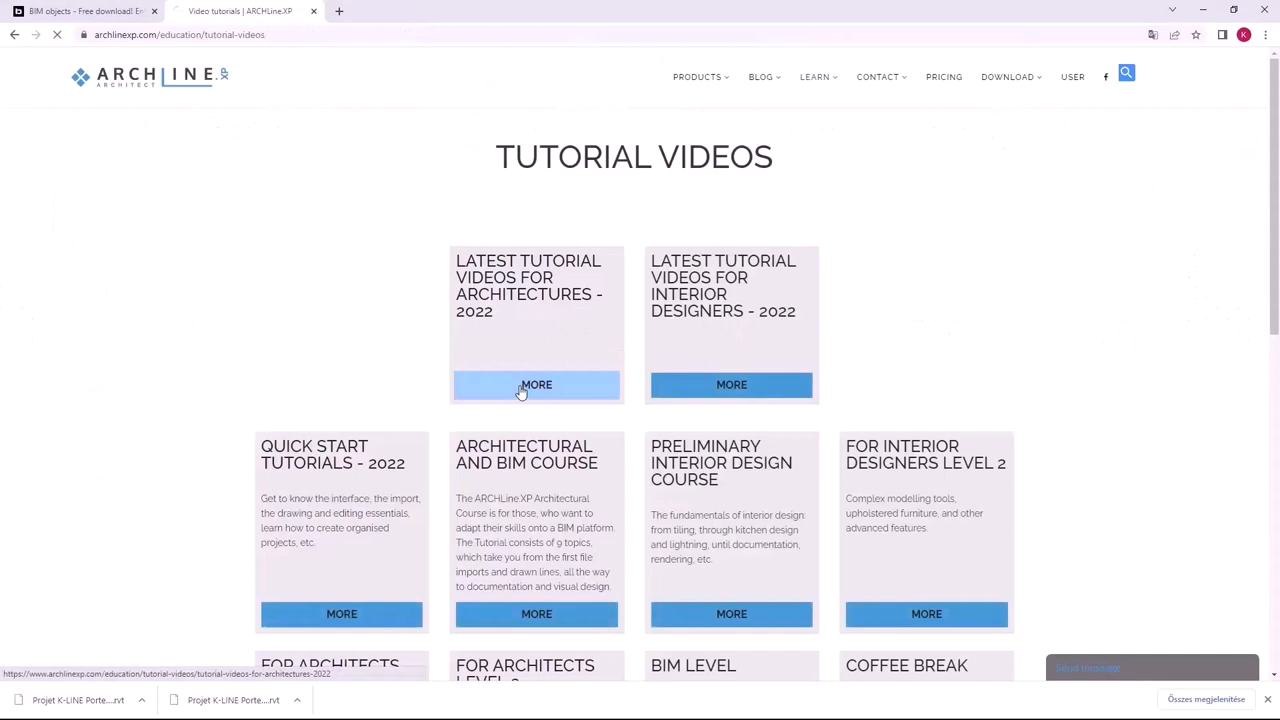 BIM objects - Free download! En
Video tutorials | ARCHLine.XP
archlinexp.com/education/tutorial-videos
K
ARCHLINE.XP
ARCHITECT
PRODUCTS
BLOG
LEARN
CONTACT
PRICING
DOWNLOAD
USER
TUTORIAL VIDEOS
LATEST TUTORIAL
VIDEOS FOR
ARCHITECTURES -
2022
MORE
LATEST TUTORIAL
VIDEOS FOR
INTERIOR
DESIGNERS - 2022
MORE
QUICK START
TUTORIALS - 2022
Get to know the interface, the import,
the drawing and editing essentials,
learn how to create organised
projects, etc.
MORE
ARCHITECTURAL
AND BIM COURSE
The ARCHLine.XP Architectural
Course is for those, who want to
adapt their skills onto a BIM platform.
The Tutorial consists of 9 topics,
which take you from the first file
imports and drawn lines, all the way
to documentation and visual design.
MORE
PRELIMINARY
INTERIOR DESIGN
COURSE
The fundamentals of interior design:
from tiling, through kitchen design
and lightning, until documentation,
rendering, etc.
MORE
FOR INTERIOR
DESIGNERS LEVEL 2
Complex modelling tools,
upholstered furniture, and other
advanced features.
MORE
FOR ARCHITECTS
FOR ARCHITECTS
LEVEL 2
BIM LEVEL
COFFEE BREAK
Send message
https://www.archlinexp.com/education/tutorial-videos/tutorial-videos-for-architectures-2022
Projet K-LINE Porte....rvt
Projet K-LINE Porte....rvt
Összes megjelenítése